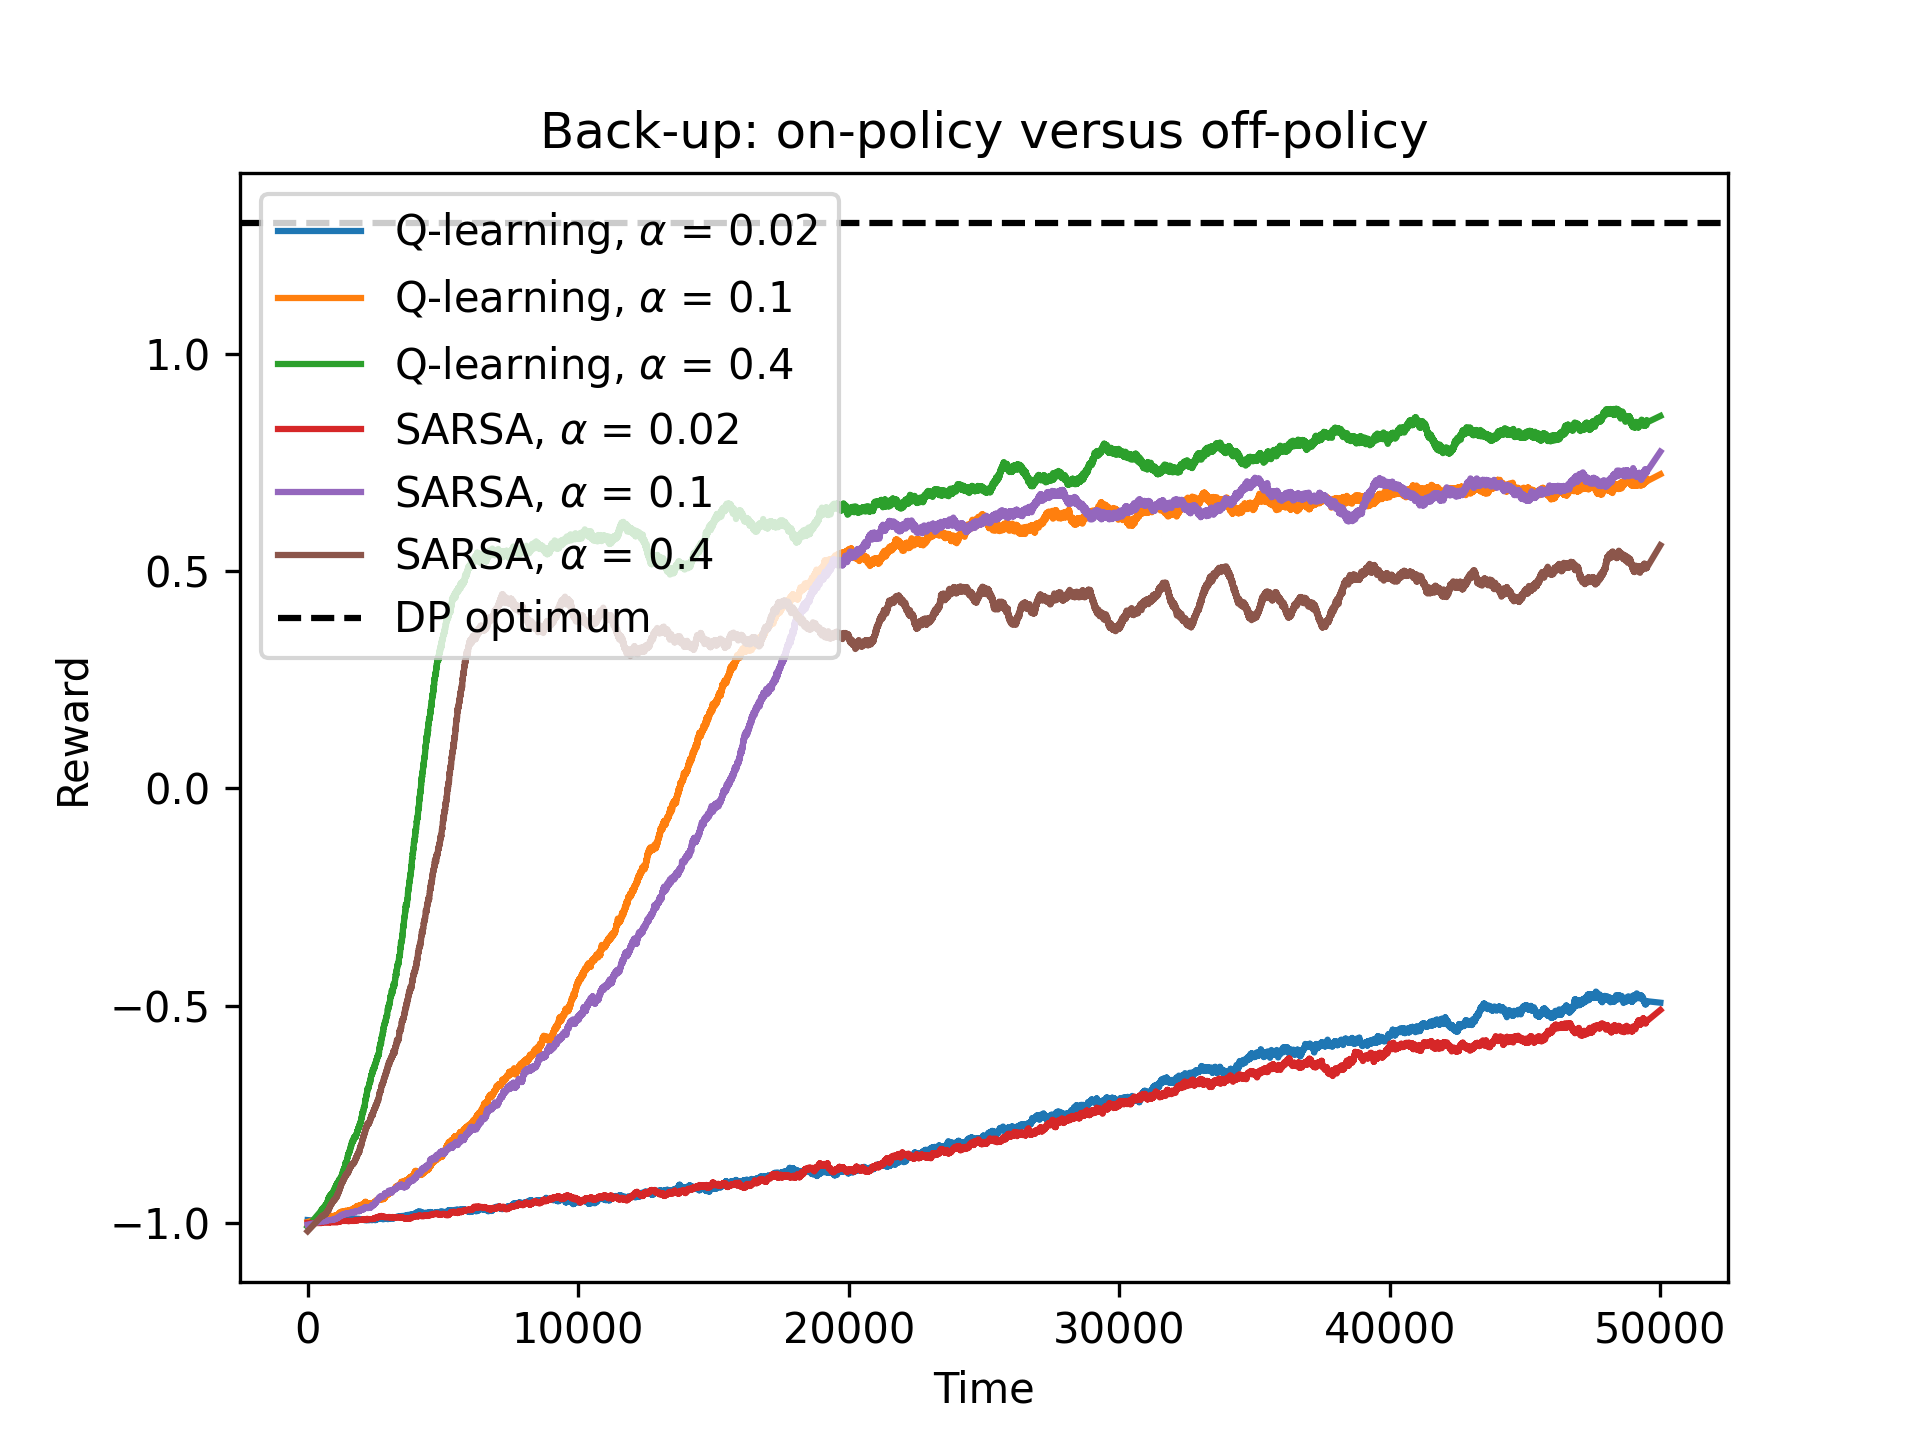 Back-up: on-policy versus off-policy
Q-learning, α = 0.02
Q-learning, α = 0.1
Q-learning, α = 0.4
SARSA, α = 0.02
SARSA, α = 0.1
SARSA, α = 0.4
DP optimum
1.0
0.5
0.0
−0.5
−1.0
Reward
0 10000 20000 30000 40000 50000
Time